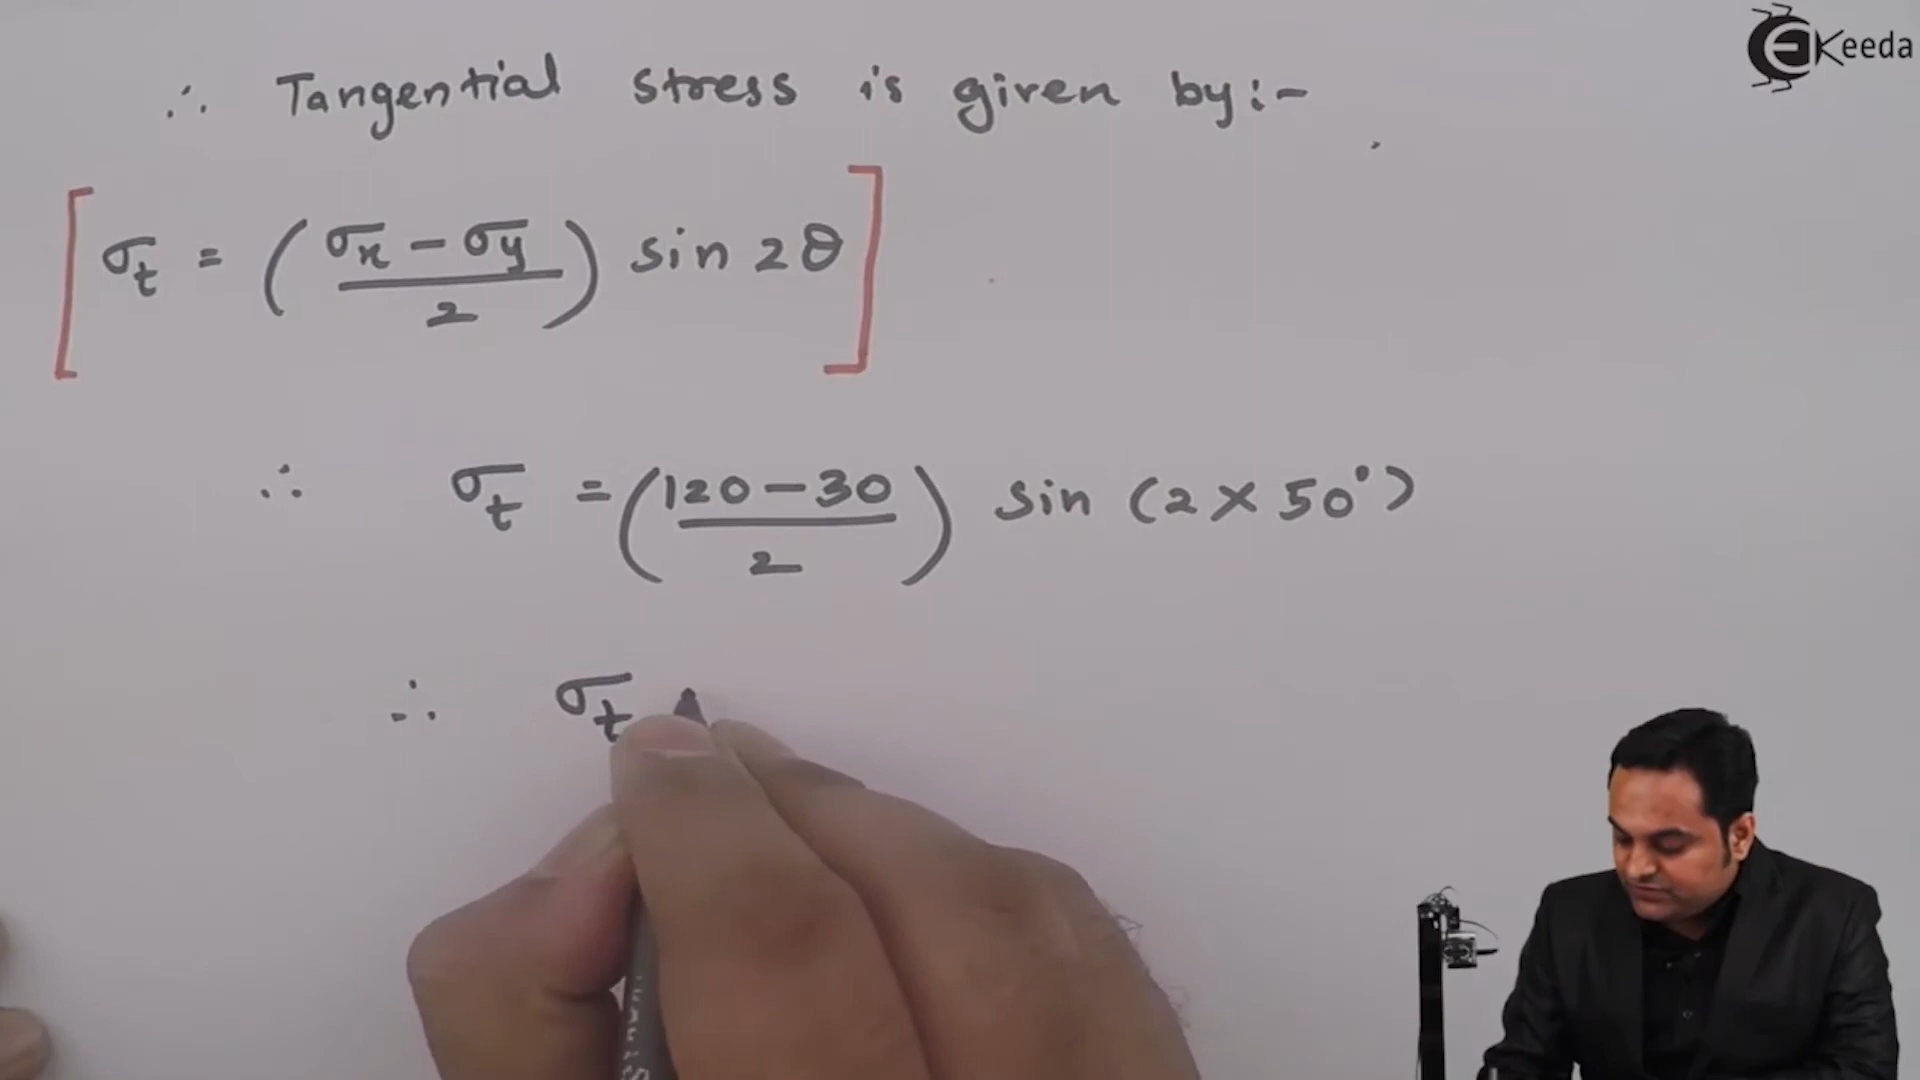 Ekeeda
∴ Tangential stress is given by:-
[σt = (σx - σy / 2) sin 2θ]
∴ σt = (120 - 30 / 2) sin (2 × 50°)
∴ σt